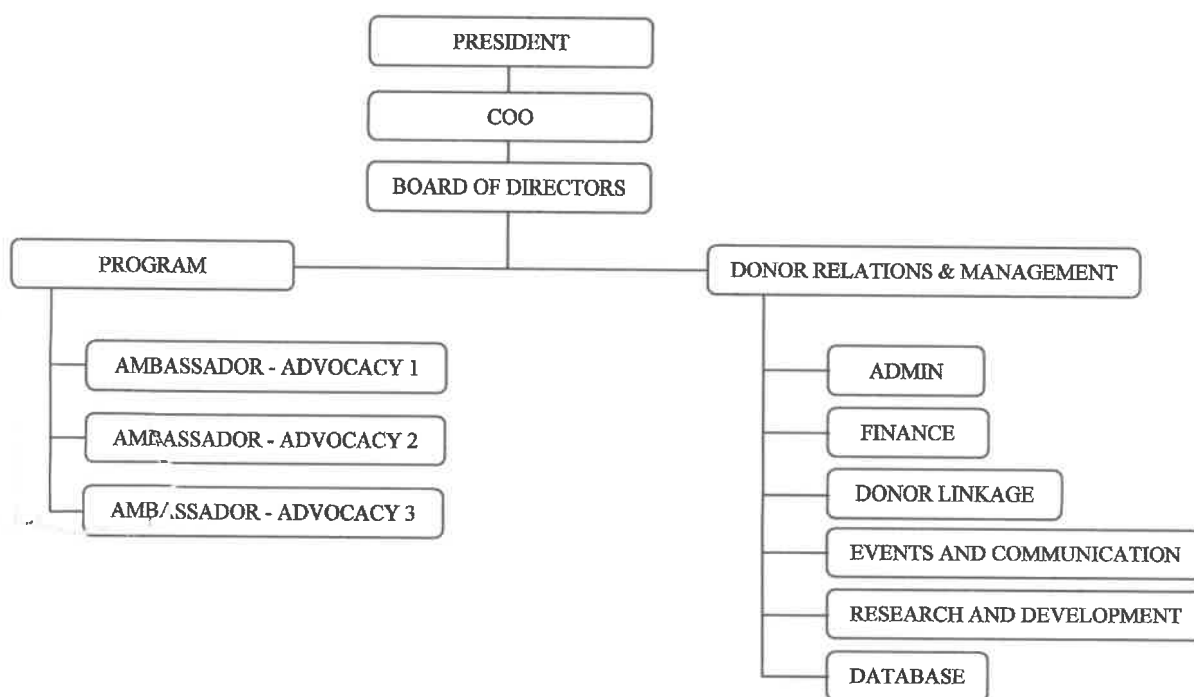 PRESIDENT
COO
BOARD OF DIRECTORS
PROGRAM
AMBASSADOR - ADVOCACY 1
AMBASSADOR - ADVOCACY 2
AMBASSADOR - ADVOCACY 3
DONOR RELATIONS & MANAGEMENT
ADMIN
FINANCE
DONOR LINKAGE
EVENTS AND COMMUNICATION
RESEARCH AND DEVELOPMENT
DATABASE